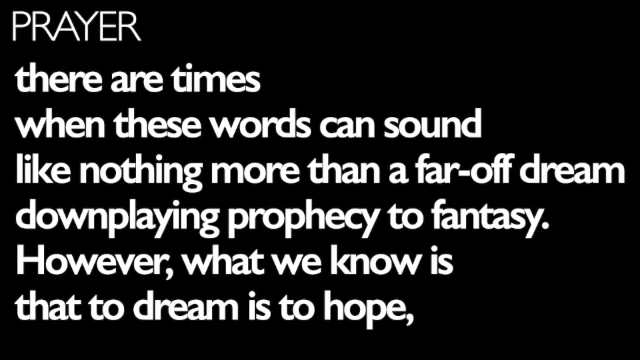 PRAYER
there are times
when these words can sound
like nothing more than a far-off dream
downplaying prophecy to fantasy.
However, what we know is
that to dream is to hope,